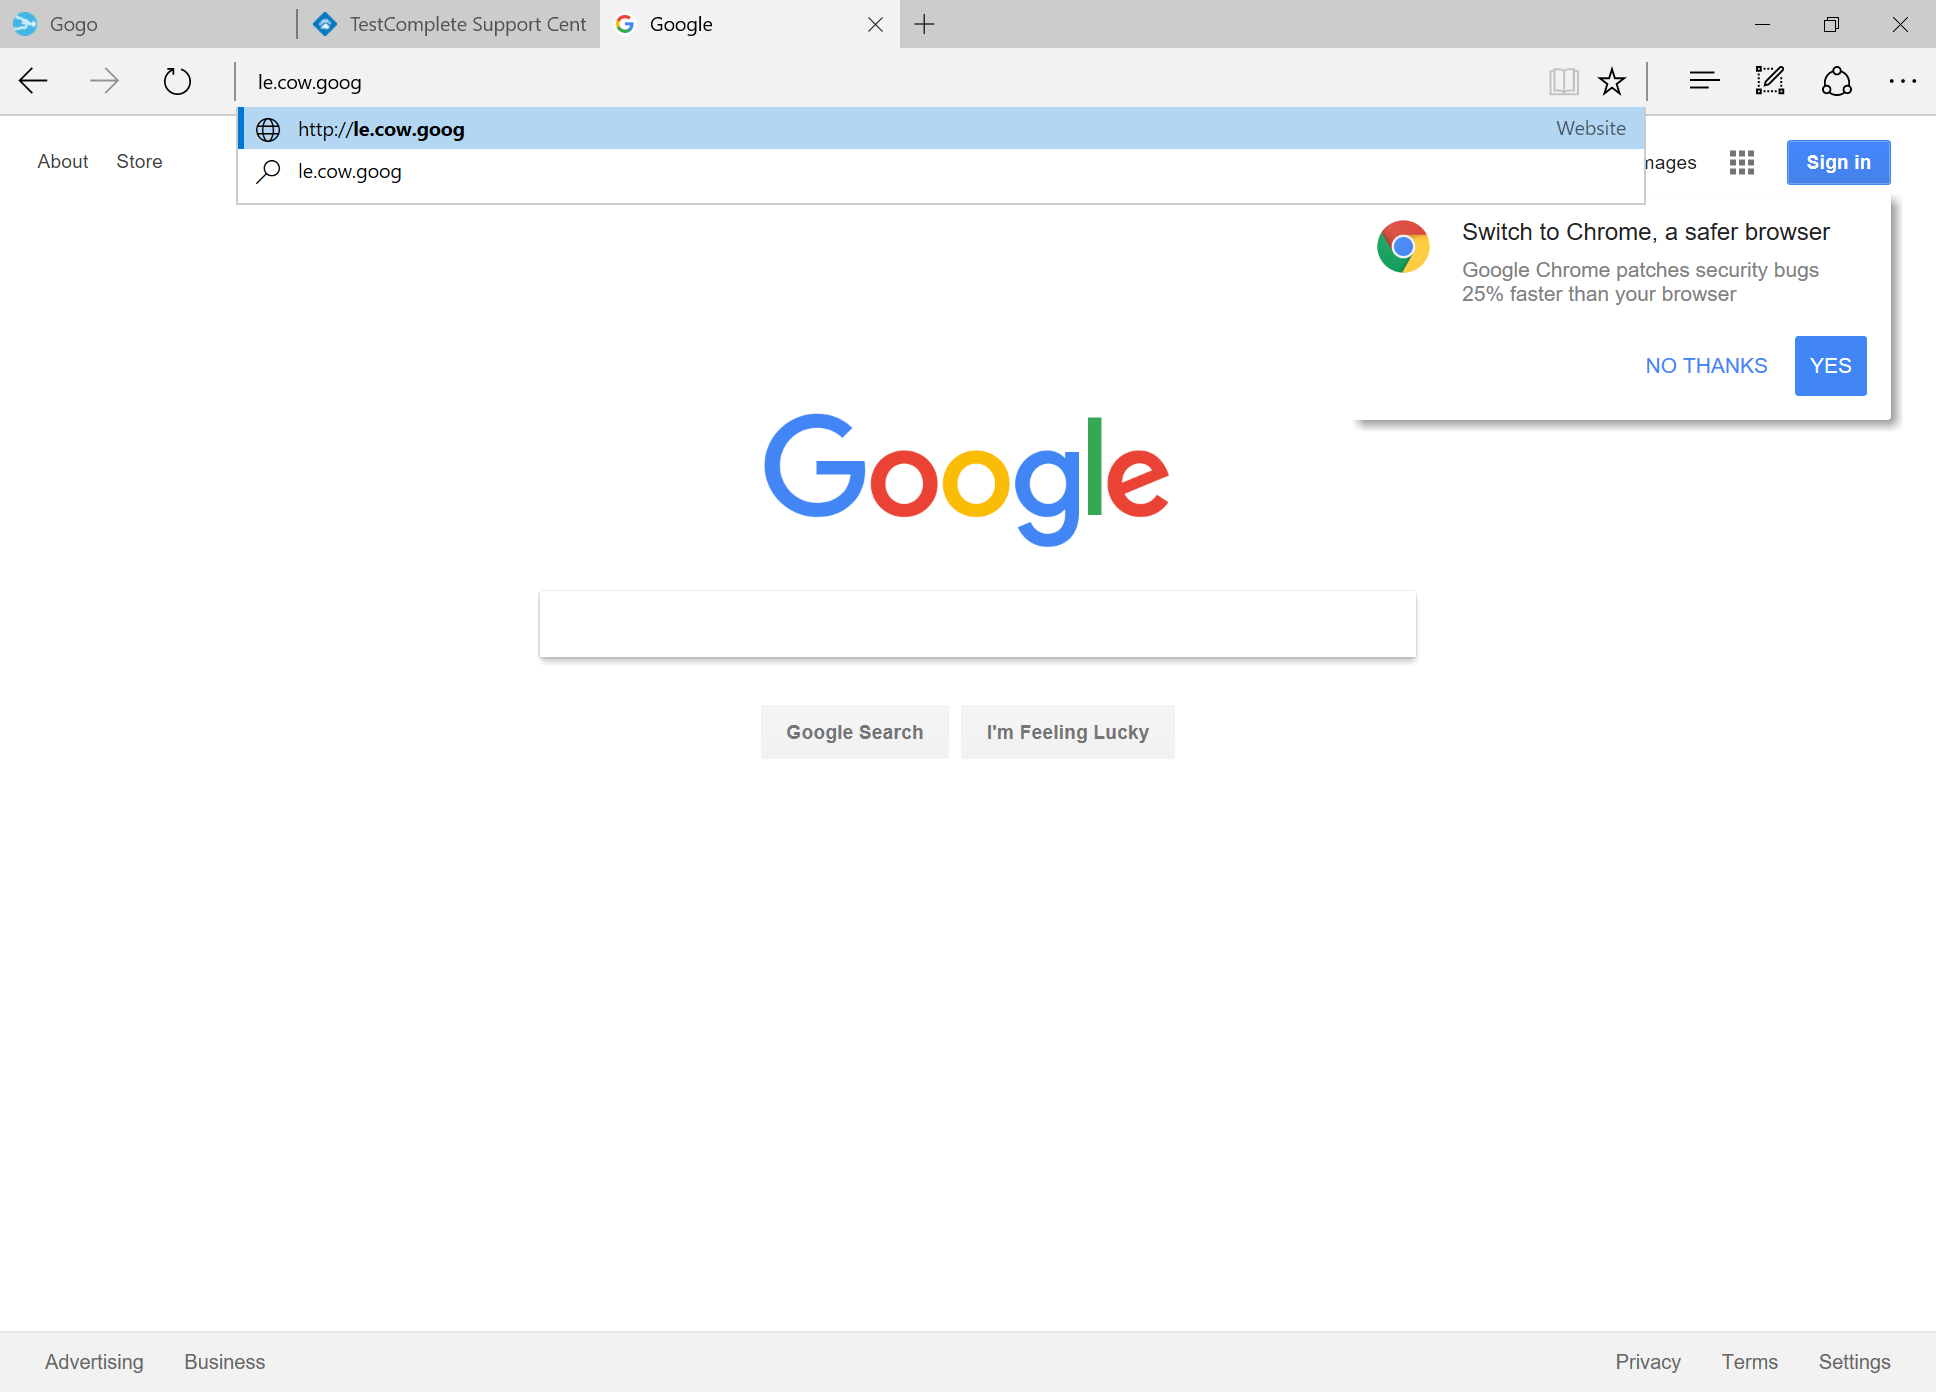 Gogo
TestComplete Support Cent
Google
le.cow.goog
http://le.cow.goog
Website
le.cow.goog
About
Store
mages
Sign in
Switch to Chrome, a safer browser
Google Chrome patches security bugs
25% faster than your browser
NO THANKS
YES
Google
Google Search
I'm Feeling Lucky
Advertising
Business
Privacy
Terms
Settings